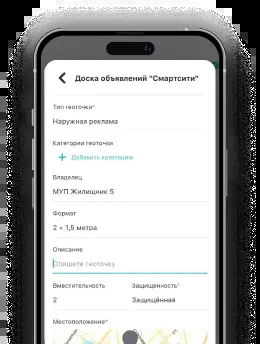 Доска объявлений "Смартсити"
Тип геоточки*
Наружная реклама
Категории геоточки
+ Добавить категорию
Владелец
МУП Жилищник 5
Формат
2 × 1,5 метра
Описание
Опишите геоточку
Вместительность Защищенность*
2 Защищённая
Местоположение*